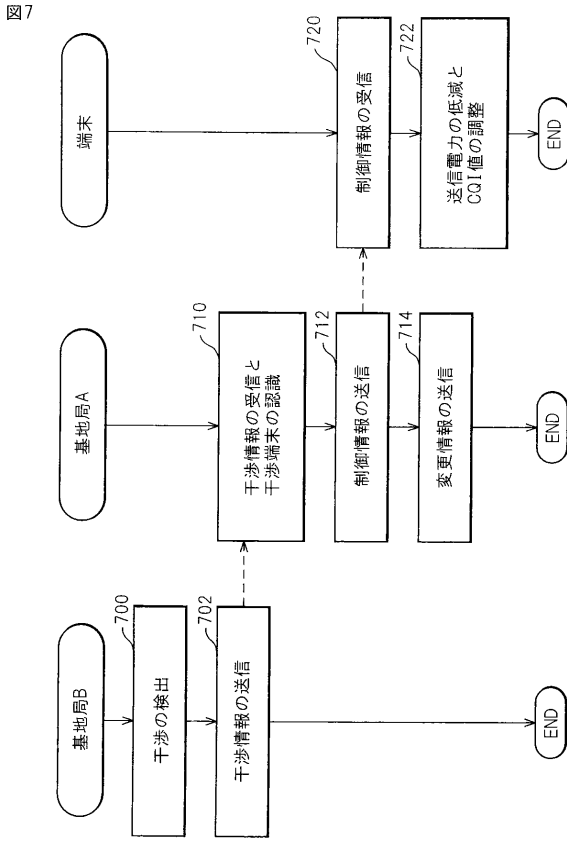 図7
基地局B
700
干渉の検出
702
干渉情報の送信
END
基地局A
710
干渉情報の受信と
干渉端末の認識
712
制御情報の送信
714
変更情報の送信
END
端末
720
制御情報の受信
722
送信電力の低減と
CQI値の調整
END